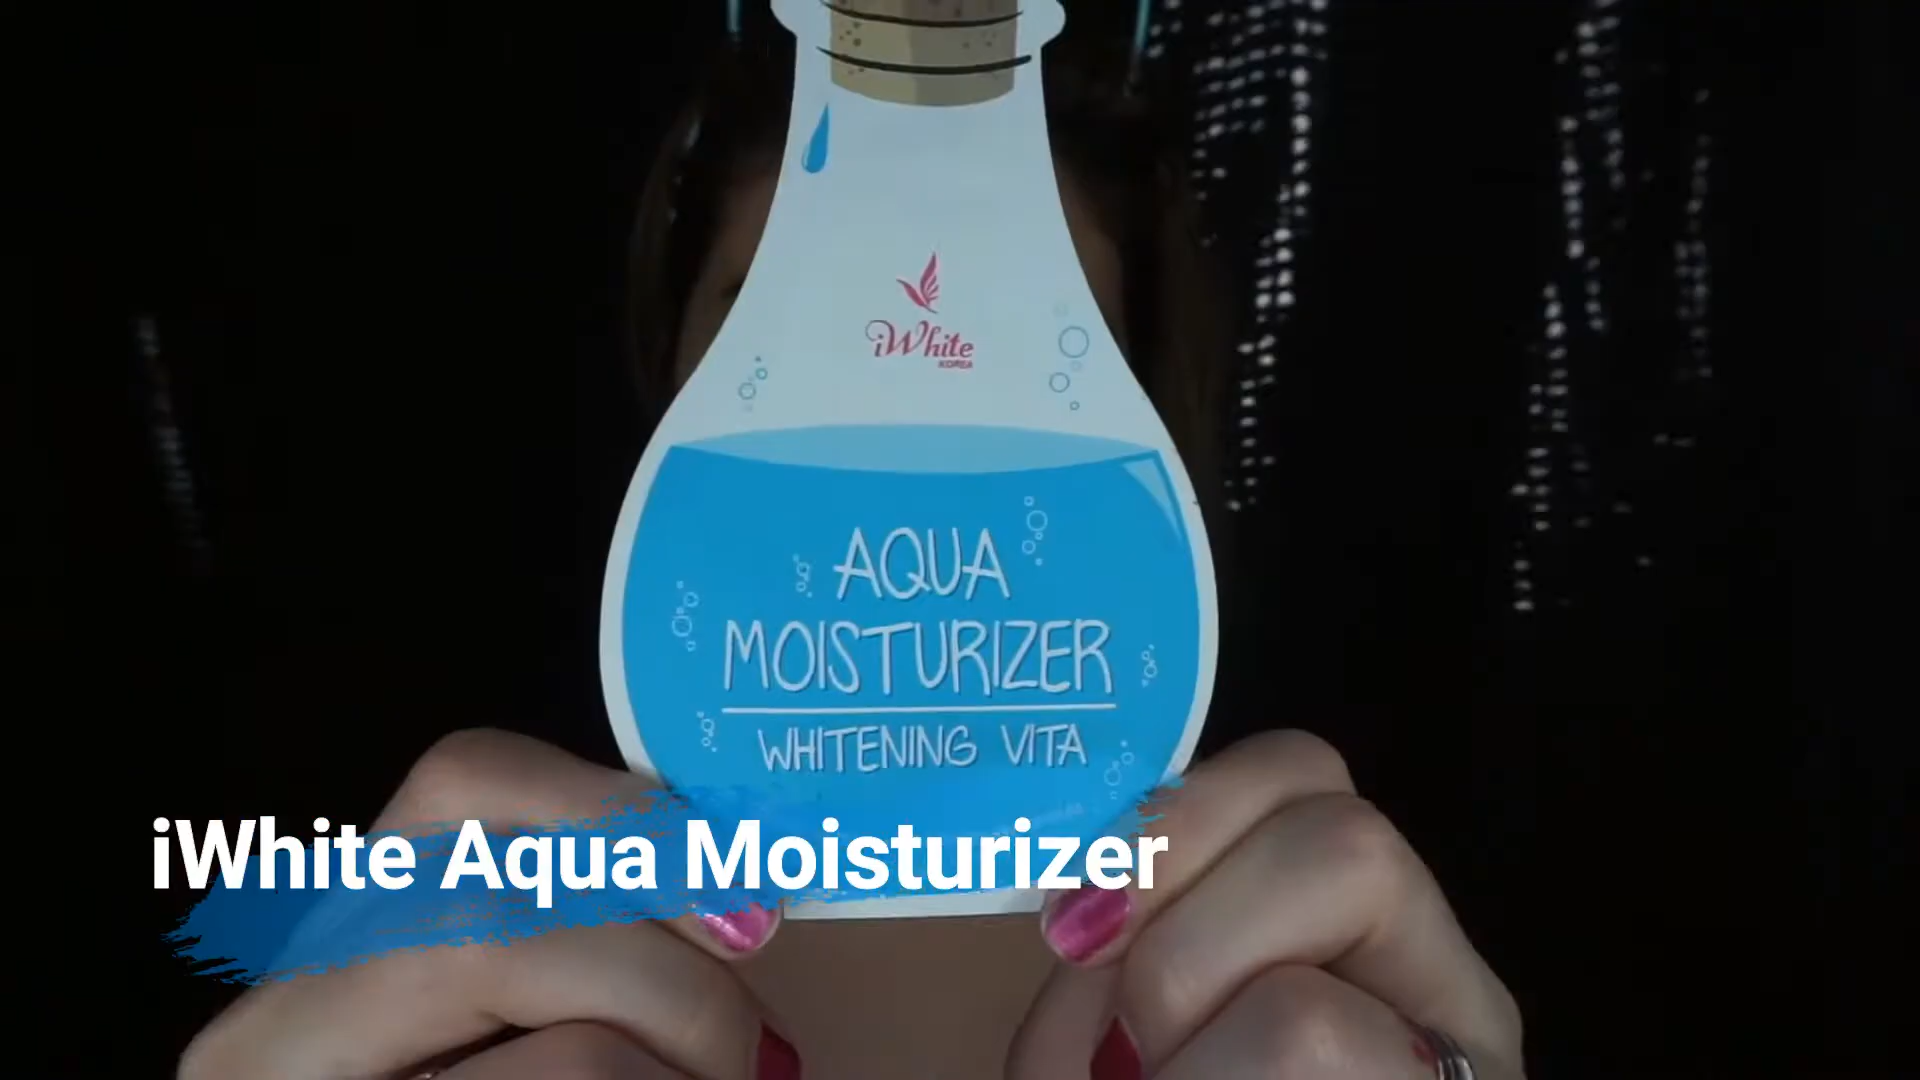 iWhite
KOREA
AQUA
MOISTURIZER
WHITENING VITA
iWhite Aqua Moisturizer